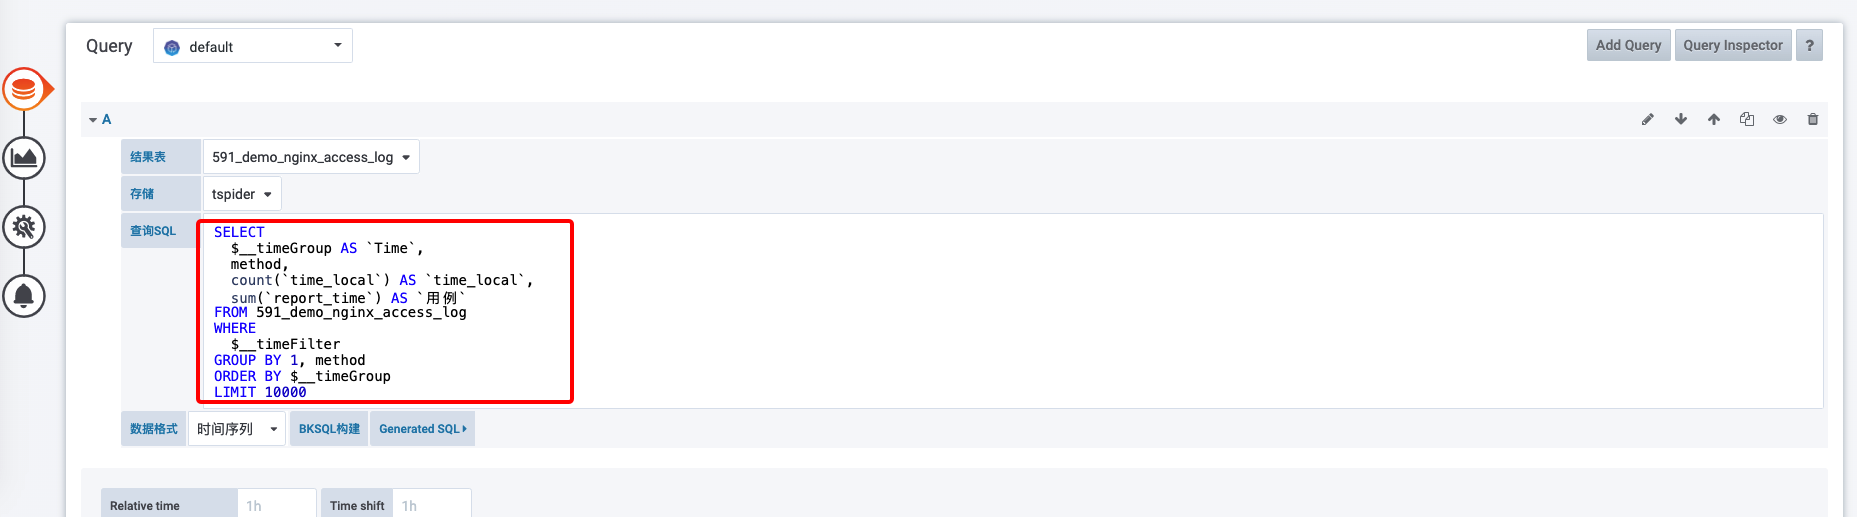 Query default Add Query Query Inspector ?
A
结果表 591_demo_nginx_access_log
存储 tspider
查询SQL
SELECT
$__timeGroup AS `Time`,
method,
count(`time_local`) AS `time_local`,
sum(`report_time`) AS `用例`
FROM 591_demo_nginx_access_log
WHERE
$__timeFilter
GROUP BY 1, method
ORDER BY $__timeGroup
LIMIT 10000
数据格式 时间序列 BKSQL构建 Generated SQL
Relative time 1h Time shift 1h